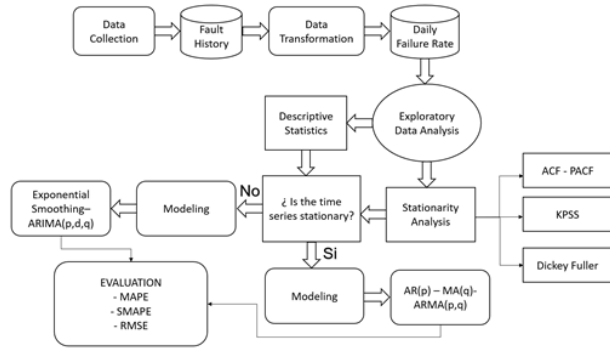 Data
Collection
Fault
History
Data
Transformation
Daily
Failure Rate
Descriptive
Statistics
Exploratory
Data Analysis
ACF - PACF
Exponential
Smoothing–
ARIMA(p,d,q)
Modeling
No
¿ Is the time
series stationary?
Stationarity
Analysis
KPSS
Si
Dickey Fuller
EVALUATION
- MAPE
- SMAPE
- RMSE
Modeling
AR(p) – MA(q)-
ARMA(p,q)